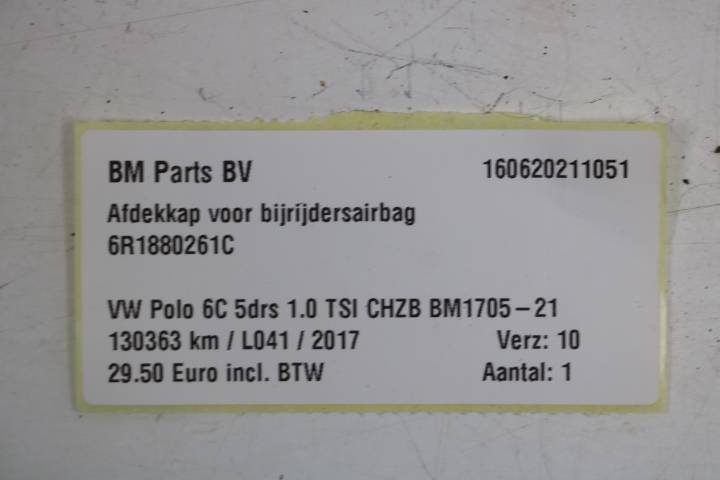 BM Parts BV 160620211051
Afdekkap voor bijrijdersairbag
6R1880261C
VW Polo 6C 5drs 1.0 TSI CHZB BM1705-21
130363 km / L041 / 2017 Verz: 10
29.50 Euro incl. BTW Aantal: 1